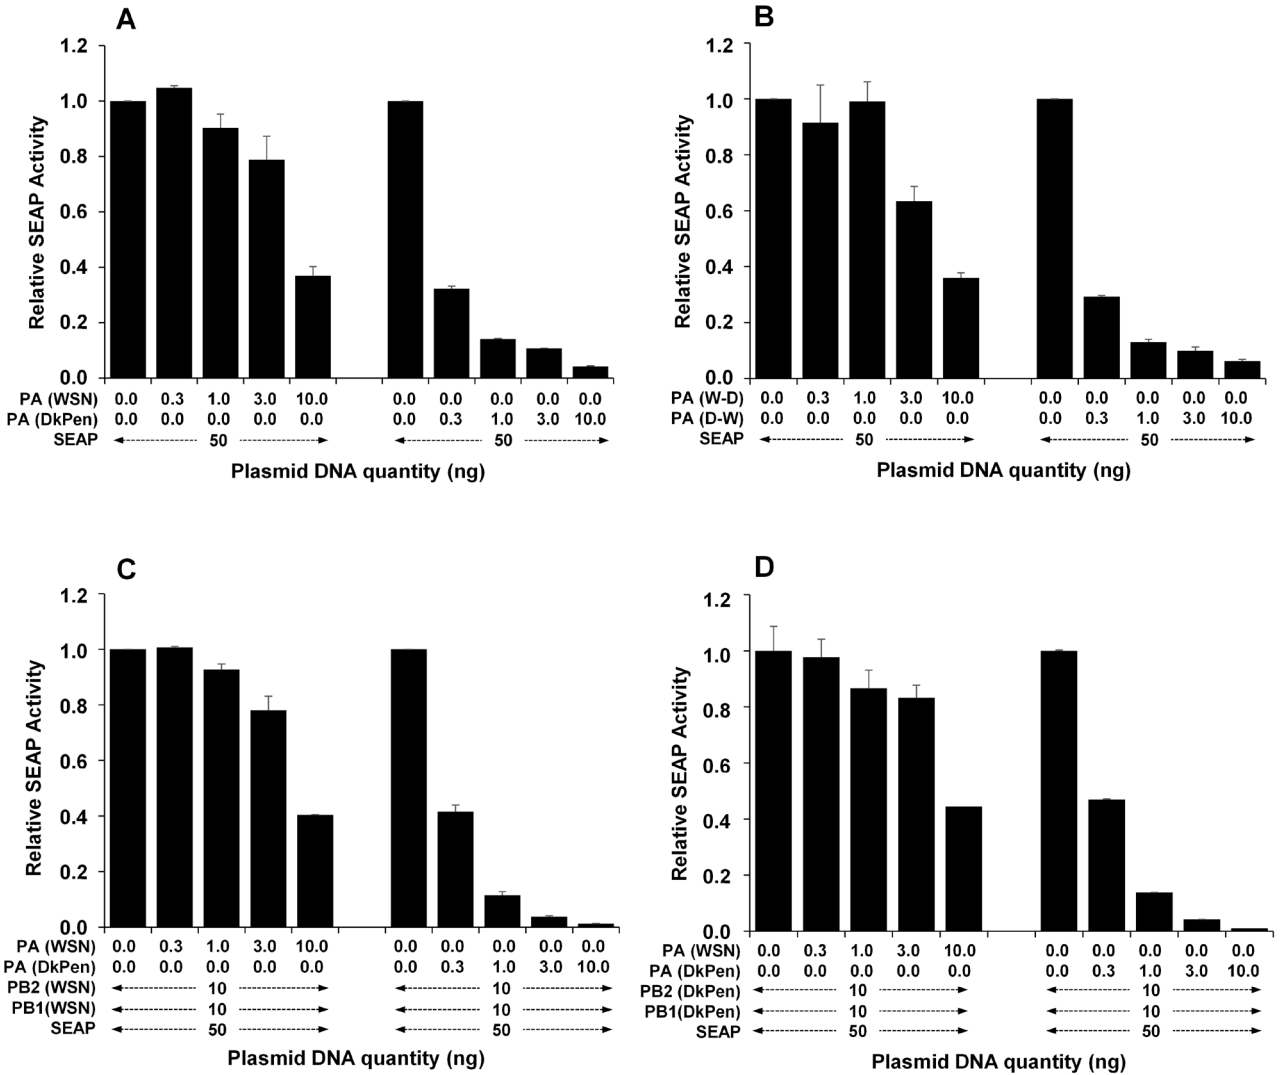 A
Relative SEAP Activity
1.2
1.0
0.8
0.6
0.4
0.2
0.0
PA (WSN) 0.0 0.3 1.0 3.0 10.0 0.0 0.0 0.0 0.0 0.0
PA (DkPen) 0.0 0.0 0.0 0.0 0.0 0.0 0.3 1.0 3.0 10.0
SEAP 50 50
Plasmid DNA quantity (ng)
B
Relative SEAP Activity
1.2
1.0
0.8
0.6
0.4
0.2
0.0
PA (W-D) 0.0 0.3 1.0 3.0 10.0 0.0 0.0 0.0 0.0 0.0
PA (D-W) 0.0 0.0 0.0 0.0 0.0 0.0 0.3 1.0 3.0 10.0
SEAP 50 50
Plasmid DNA quantity (ng)
C
Relative SEAP Activity
1.2
1.0
0.8
0.6
0.4
0.2
0.0
PA (WSN) 0.0 0.3 1.0 3.0 10.0 0.0 0.0 0.0 0.0 0.0
PA (DkPen) 0.0 0.0 0.0 0.0 0.0 0.0 0.3 1.0 3.0 10.0
PB2 (WSN) 10 10
PB1(WSN) 10 10
SEAP 50 50
Plasmid DNA quantity (ng)
D
Relative SEAP Activity
1.2
1.0
0.8
0.6
0.4
0.2
0.0
PA (WSN) 0.0 0.3 1.0 3.0 10.0 0.0 0.0 0.0 0.0 0.0
PA (DkPen) 0.0 0.0 0.0 0.0 0.0 0.0 0.3 1.0 3.0 10.0
PB2 (DkPen) 10 10
PB1(DkPen) 10 10
SEAP 50 50
Plasmid DNA quantity (ng)